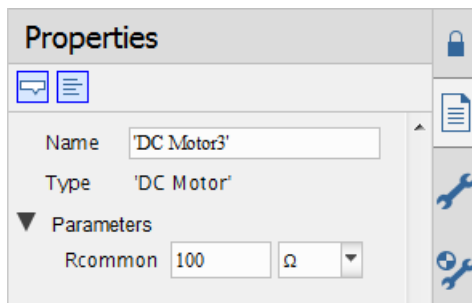 Properties
Name 'DC Motor3'
Type 'DC Motor'
Parameters
Rcommon 100 Ω